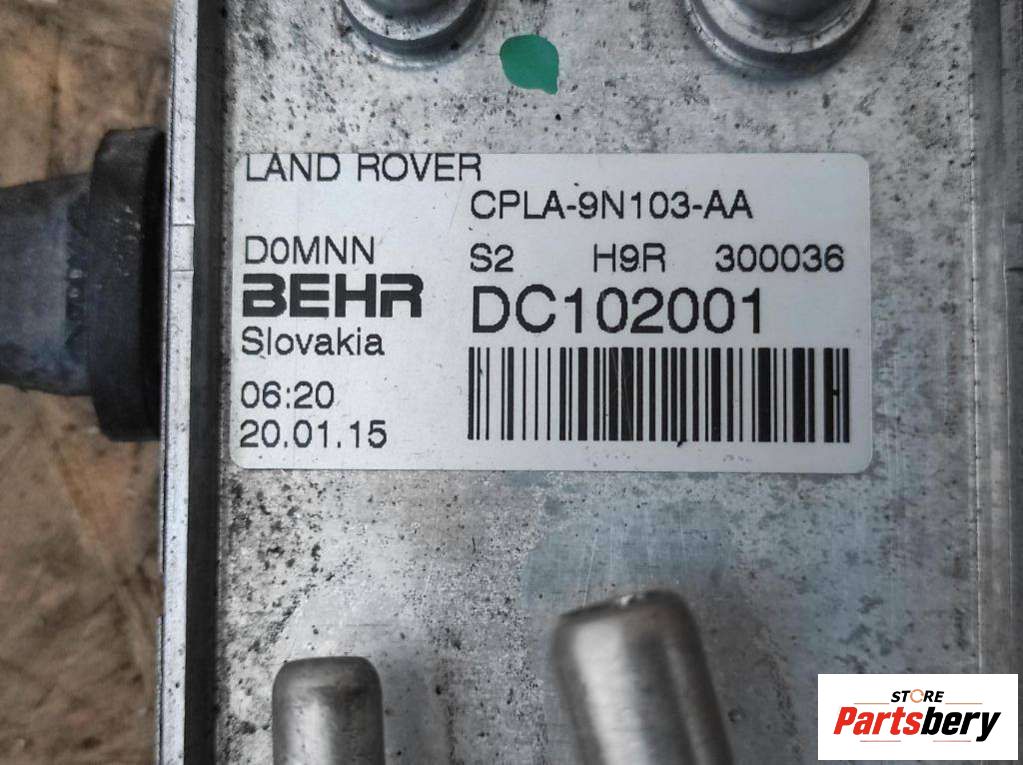 LAND ROVER
CPLA-9N103-AA
D0MNN
S2 H9R 300036
BEHR
DC102001
Slovakia
06:20
20.01.15
STORE
Partsbery